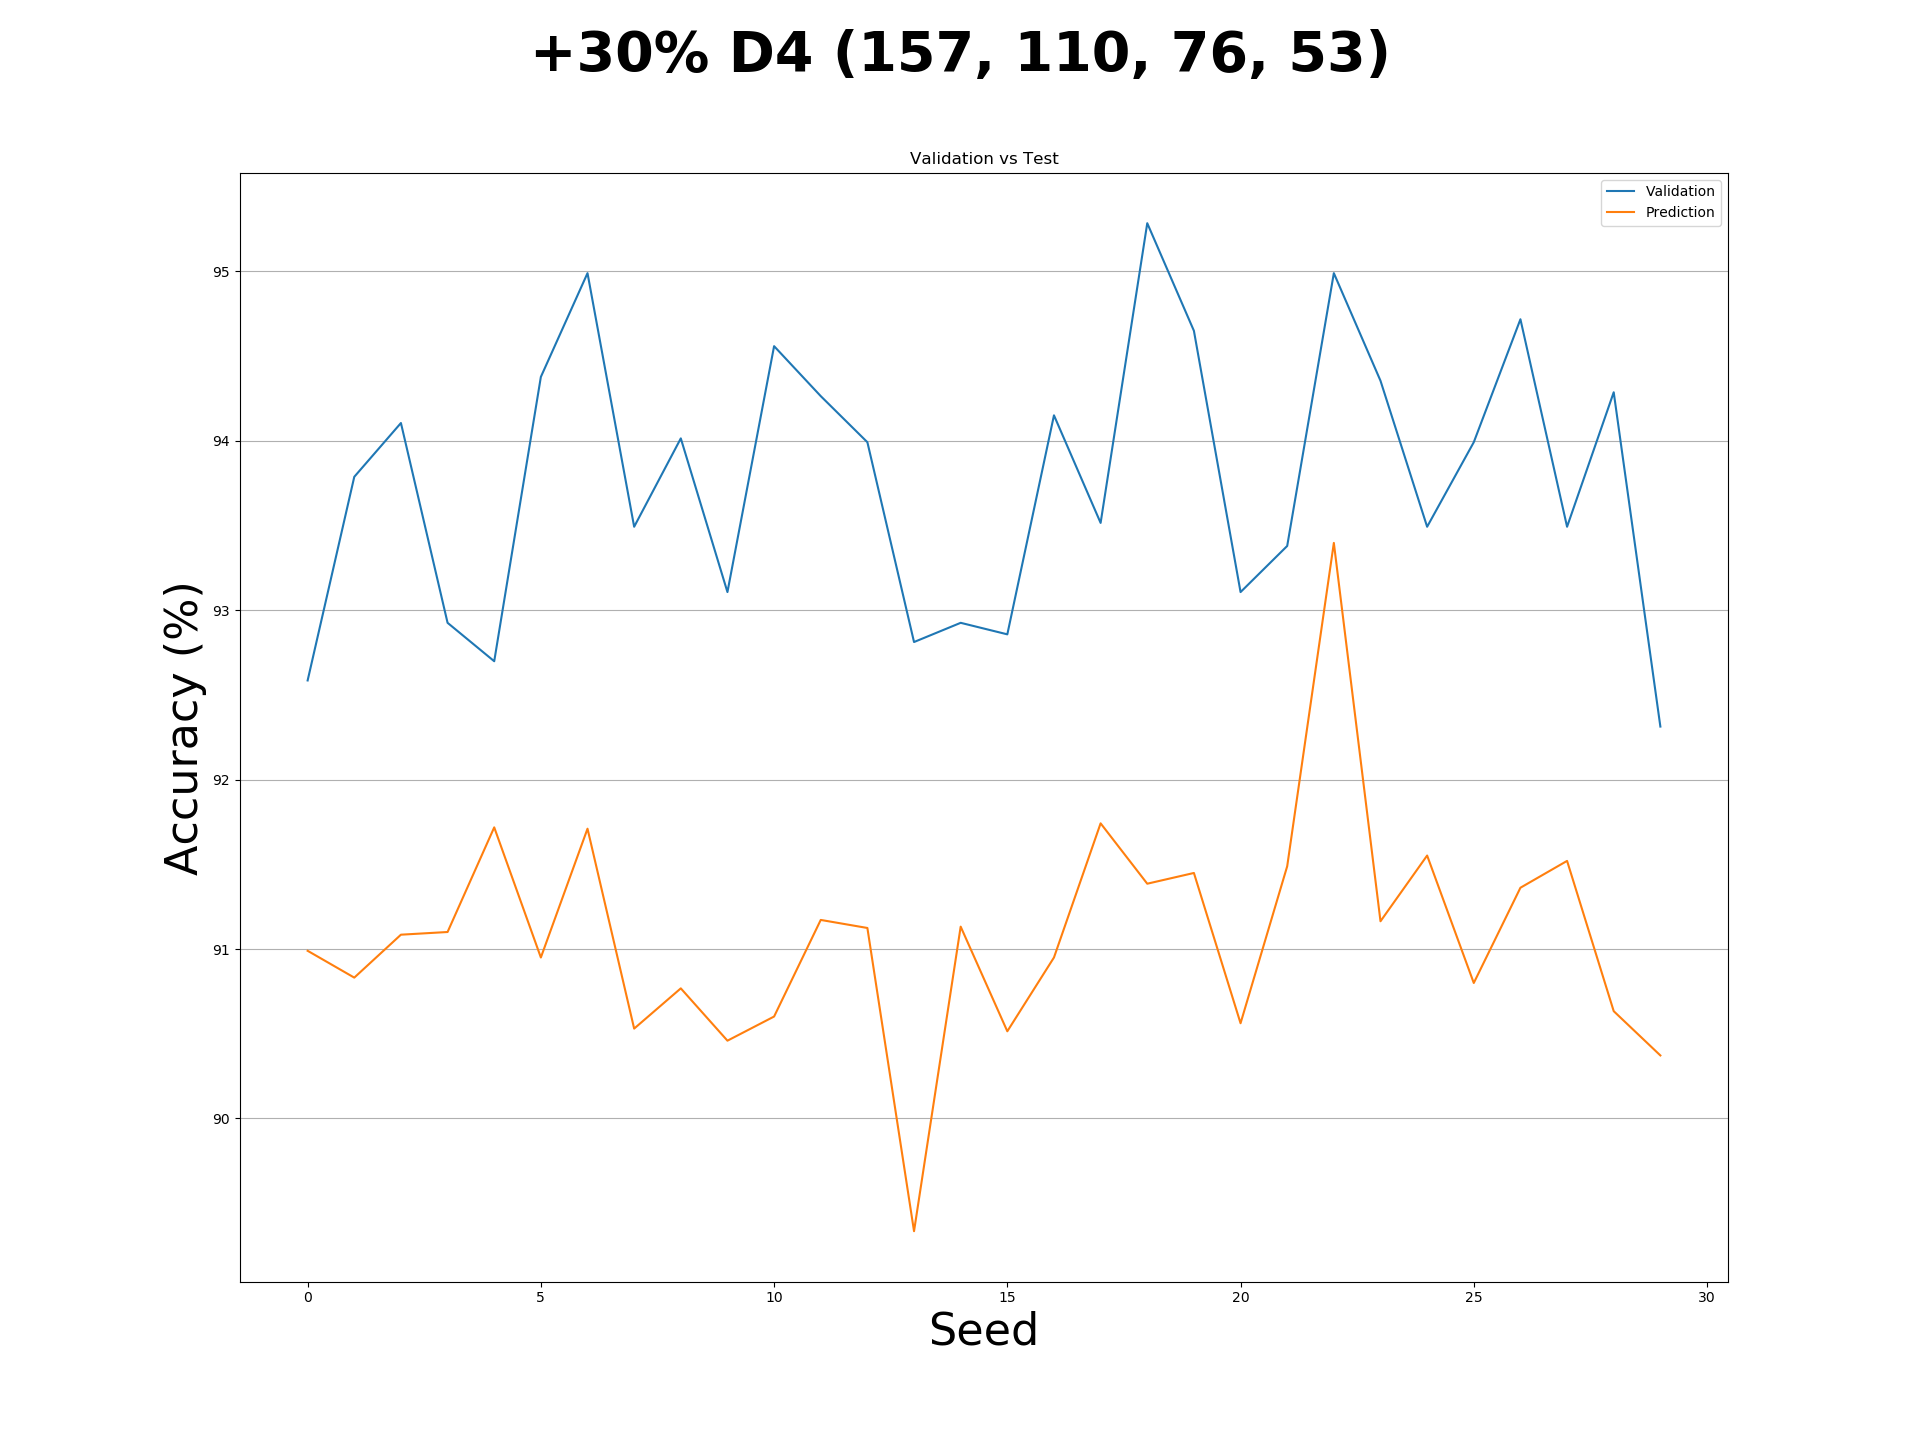 +30% D4 (157, 110, 76, 53)
Validation vs Test
Validation
Prediction
95
94
93
92
91
90
Accuracy (%)
0 5 10 15 20 25 30
Seed